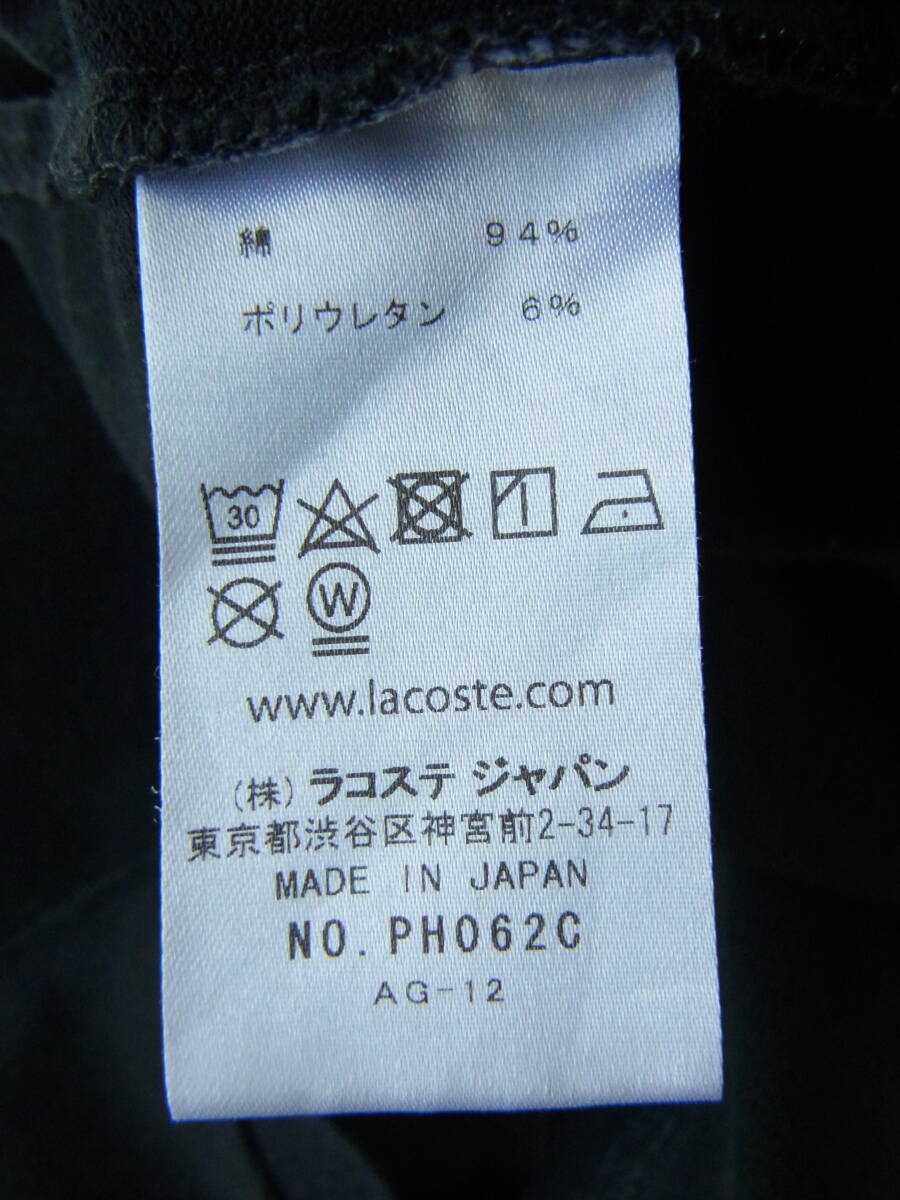 綿 94%
ポリウレタン 6%
30
W
www.lacoste.com
(株) ラコステ ジャパン
東京都渋谷区神宮前2-34-17
MADE IN JAPAN
NO. PH062C
AG-12